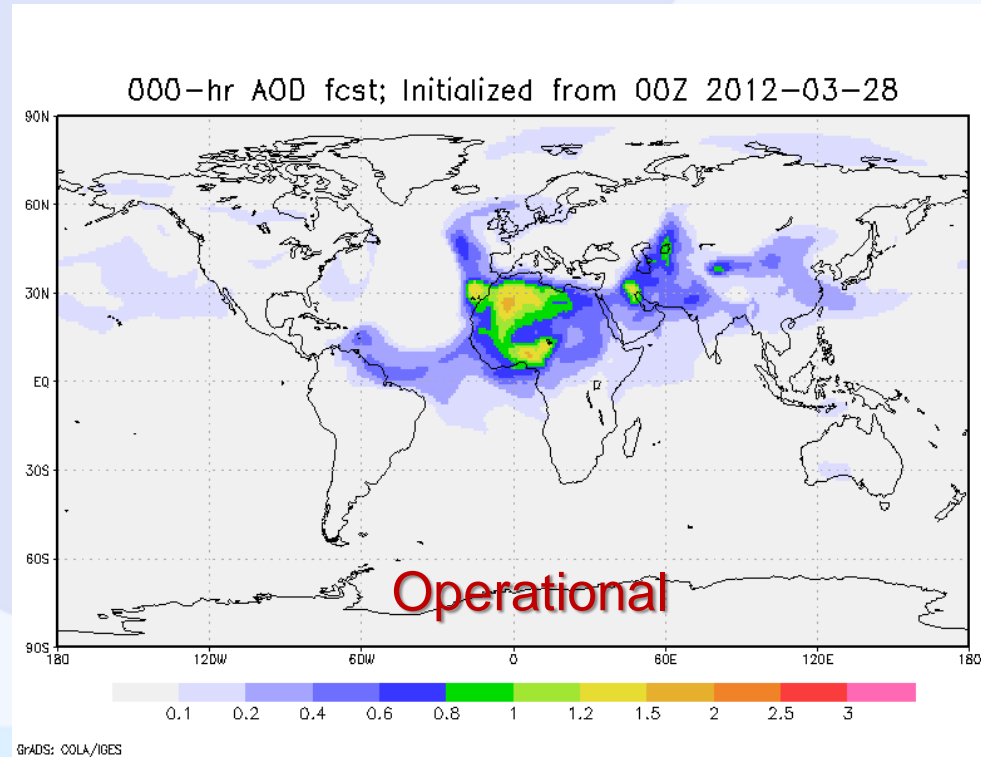 000-hr AOD fcst; Initialized from 00Z 2012-03-28
90N
60N
30N
EQ
30S
60S
90S
Operational
180 120W 60W 0 60E 120E 180
0.1 0.2 0.4 0.6 0.8 1 1.2 1.5 2 2.5 3
GrADS: COLA/IGES